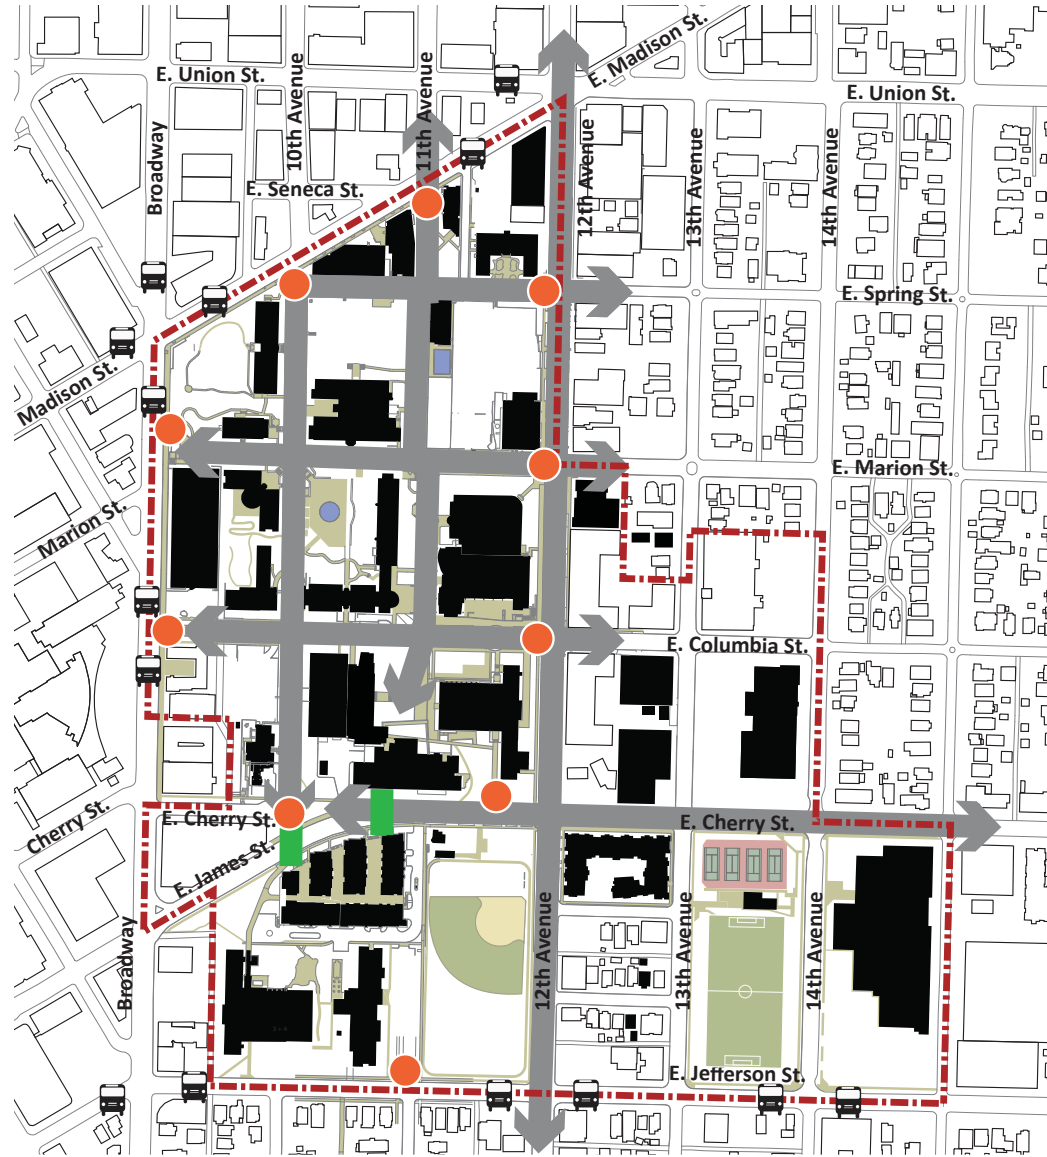 E. Madison St.
E. Union St.
10th Avenue
11th Avenue
E. Union St.
12th Avenue
13th Avenue
14th Avenue
Broadway
E. Seneca St.
E. Spring St.
Madison St.
E. Marion St.
Marion St.
E. Columbia St.
Cherry St.
E. Cherry St.
E. Cherry St.
E. James St.
Broadway
12th Avenue
13th Avenue
14th Avenue
E. Jefferson St.